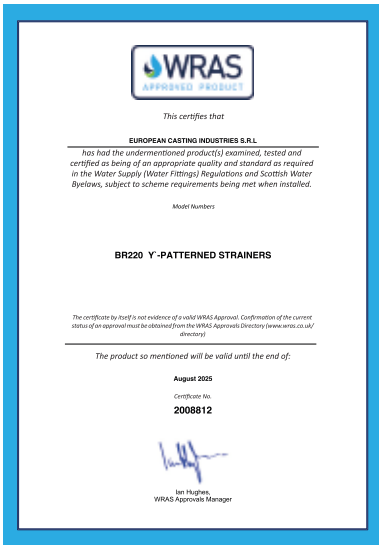 WRAS
APPROVED PRODUCT
This certifies that
EUROPEAN CASTING INDUSTRIES S.R.L
has had the undermentioned product(s) examined, tested and
certified as being of an appropriate quality and standard as required
in the Water Supply (Water Fittings) Regulations and Scottish Water
Byelaws, subject to scheme requirements being met when installed.
Model Numbers
BR220 Y`-PATTERNED STRAINERS
The certificate by itself is not evidence of a valid WRAS Approval. Confirmation of the current
status of an approval must be obtained from the WRAS Approvals Directory (www.wras.co.uk/
directory)
The product so mentioned will be valid until the end of:
August 2025
Certificate No.
2008812
Ian Hughes,
WRAS Approvals Manager